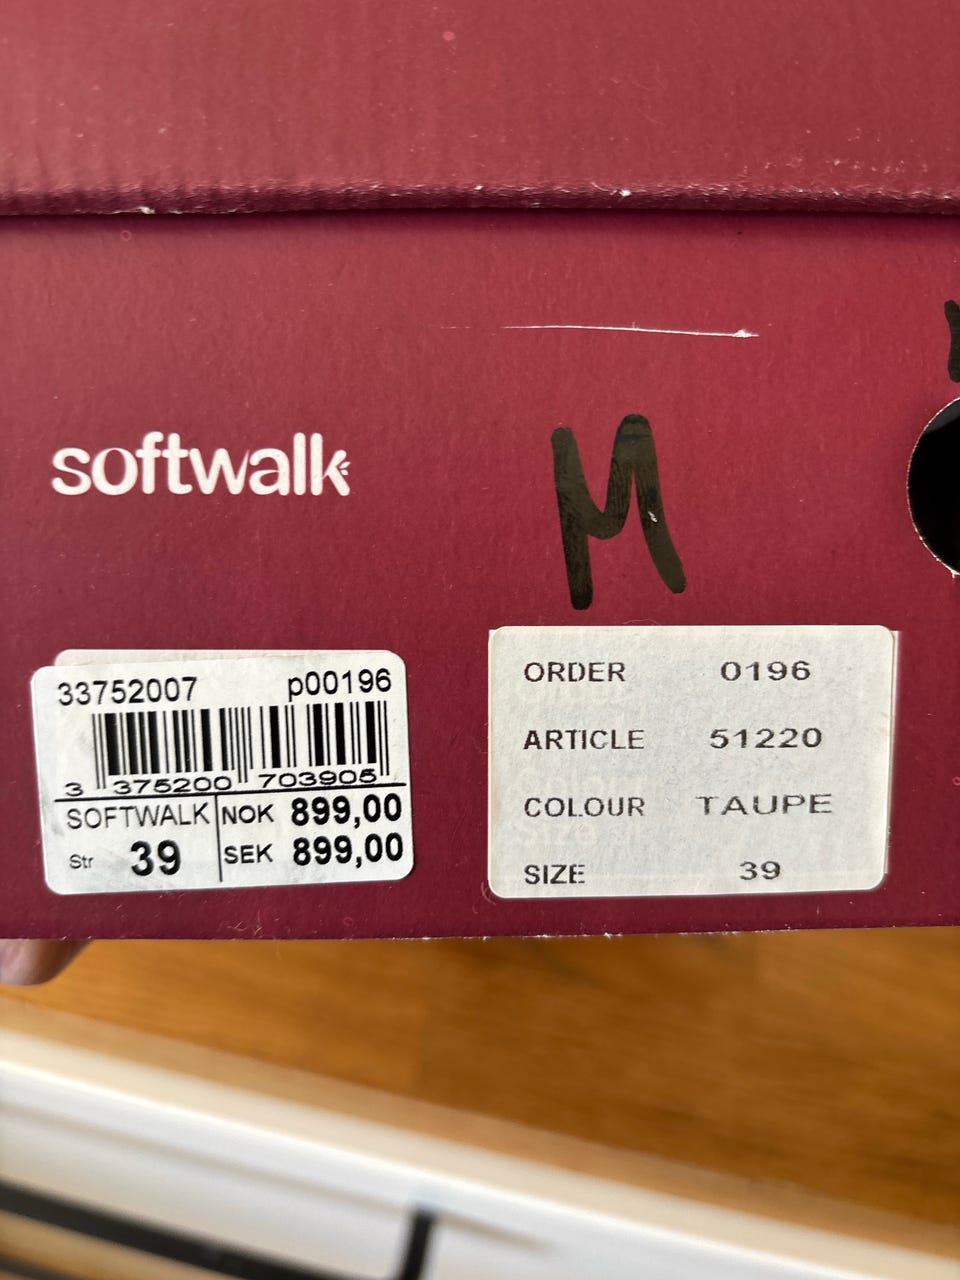 softwalk
M
33752007 p00196
3 375200 703905
SOFTWALK NOK 899,00
Str 39 SEK 899,00
ORDER 0196
ARTICLE 51220
COLOUR TAUPE
SIZE 39